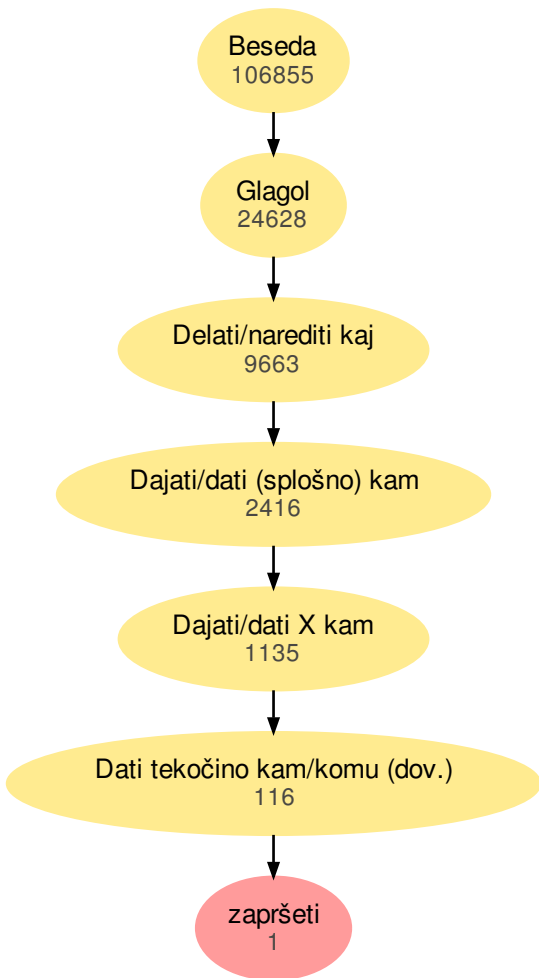 Beseda
106855
Glagol
24628
Delati/narediti kaj
9663
Dajati/dati (splošno) kam
2416
Dajati/dati X kam
1135
Dati tekočino kam/komu (dov.)
116
zapršeti
1